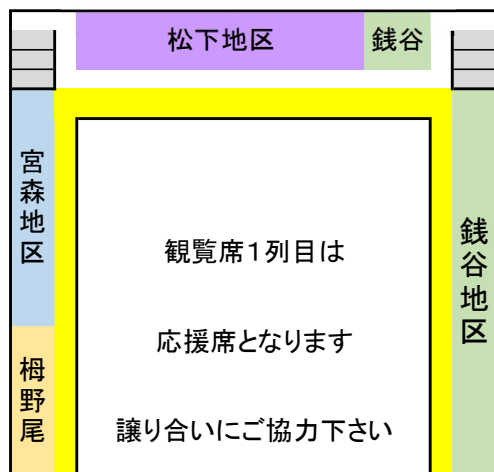 松下地区
銭谷
宮森地区
銭谷地区
観覧席１列目は
応援席となります
譲り合いにご協力下さい
栂野尾